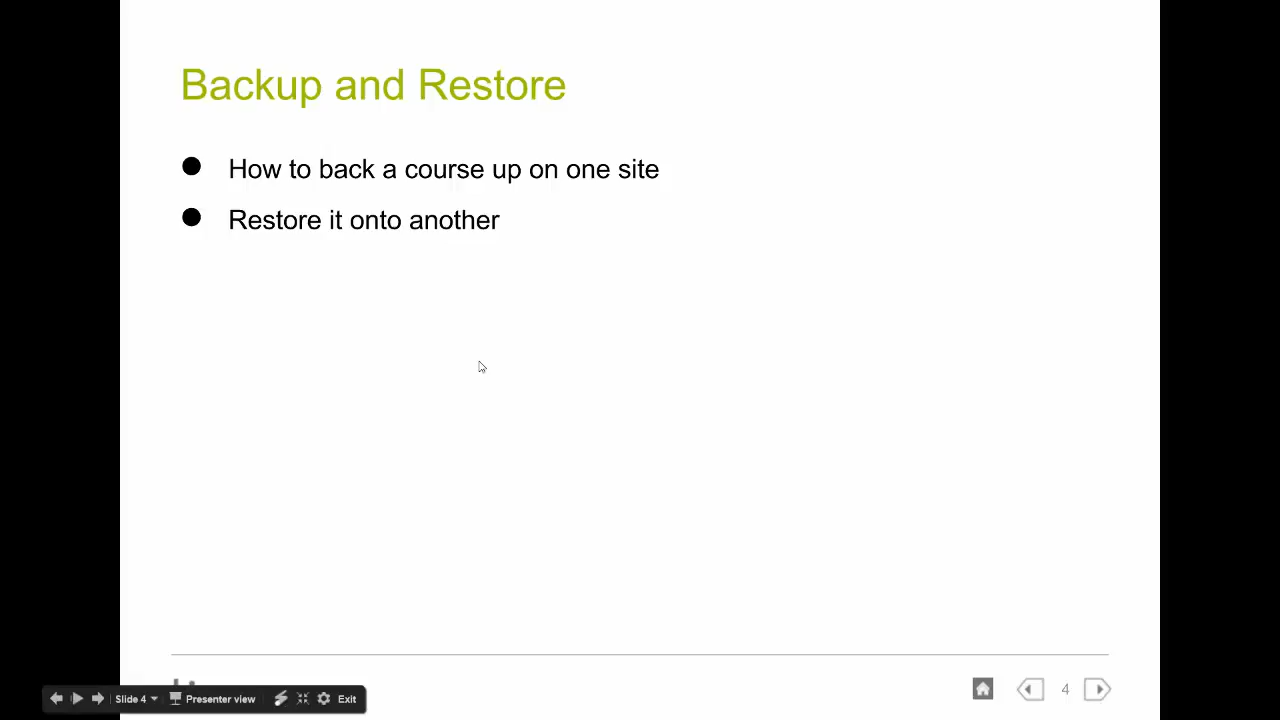 Backup and Restore
How to back a course up on one site
Restore it onto another
Slide 4
Presenter view
Exit
4